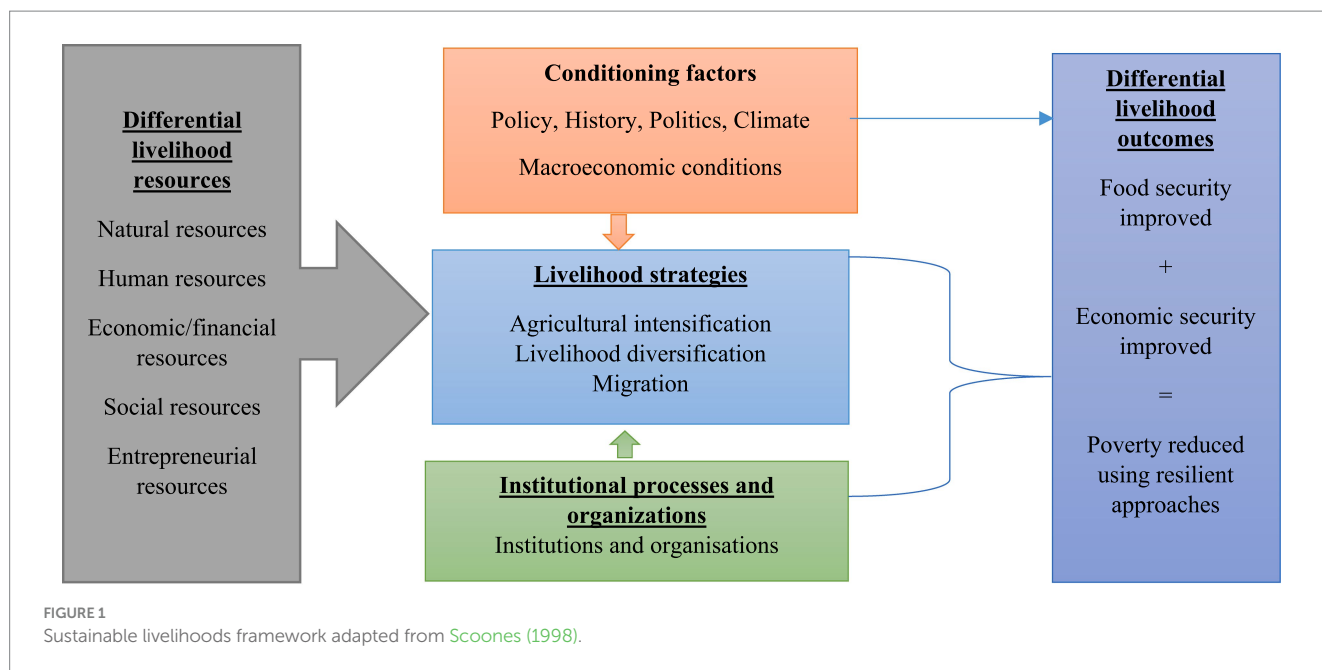 Differential
livelihood
resources
Natural resources
Human resources
Economic/financial
resources
Social resources
Entrepreneurial
resources
Conditioning factors
Policy, History, Politics, Climate
Macroeconomic conditions
Livelihood strategies
Agricultural intensification
Livelihood diversification
Migration
Institutional processes and
organizations
Institutions and organisations
Differential
livelihood
outcomes
Food security
improved
+
Economic security
improved
=
Poverty reduced
using resilient
approaches
FIGURE 1
Sustainable livelihoods framework adapted from Scoones (1998).